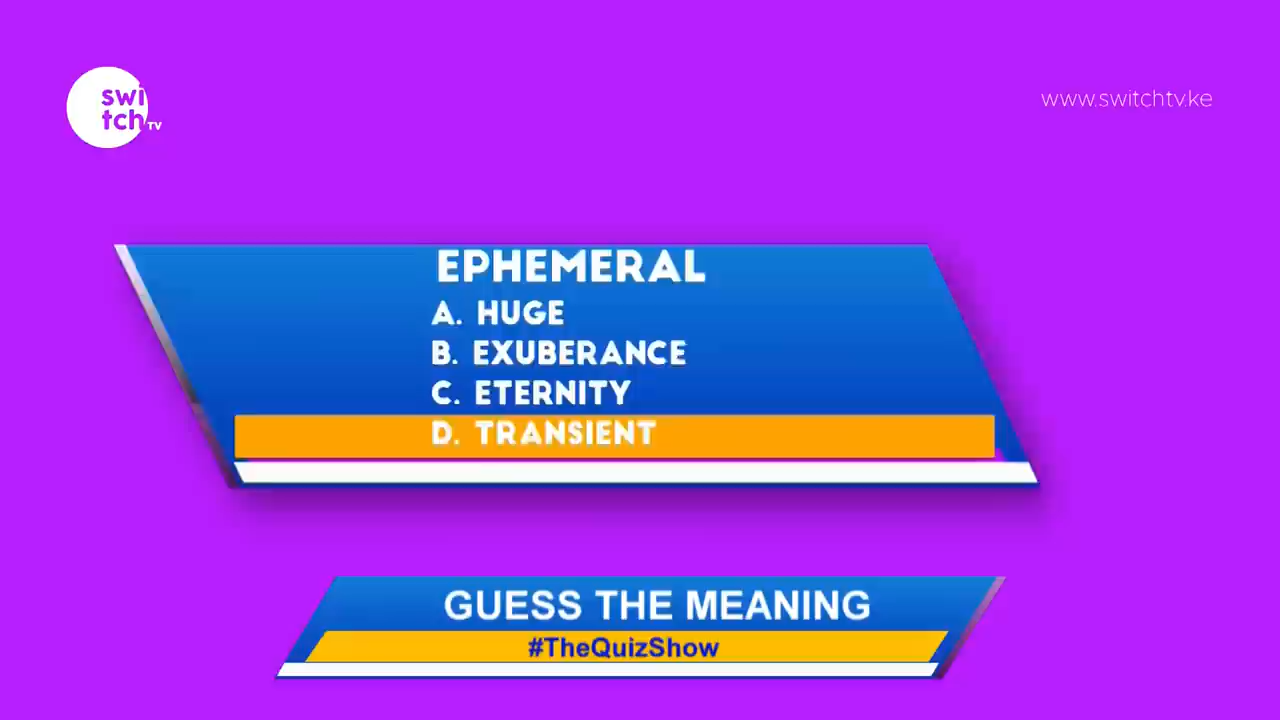 swi
tch TV
www.switchtv.ke
EPHEMERAL
A. HUGE
B. EXUBERANCE
C. ETERNITY
D. TRANSIENT
GUESS THE MEANING
#TheQuizShow